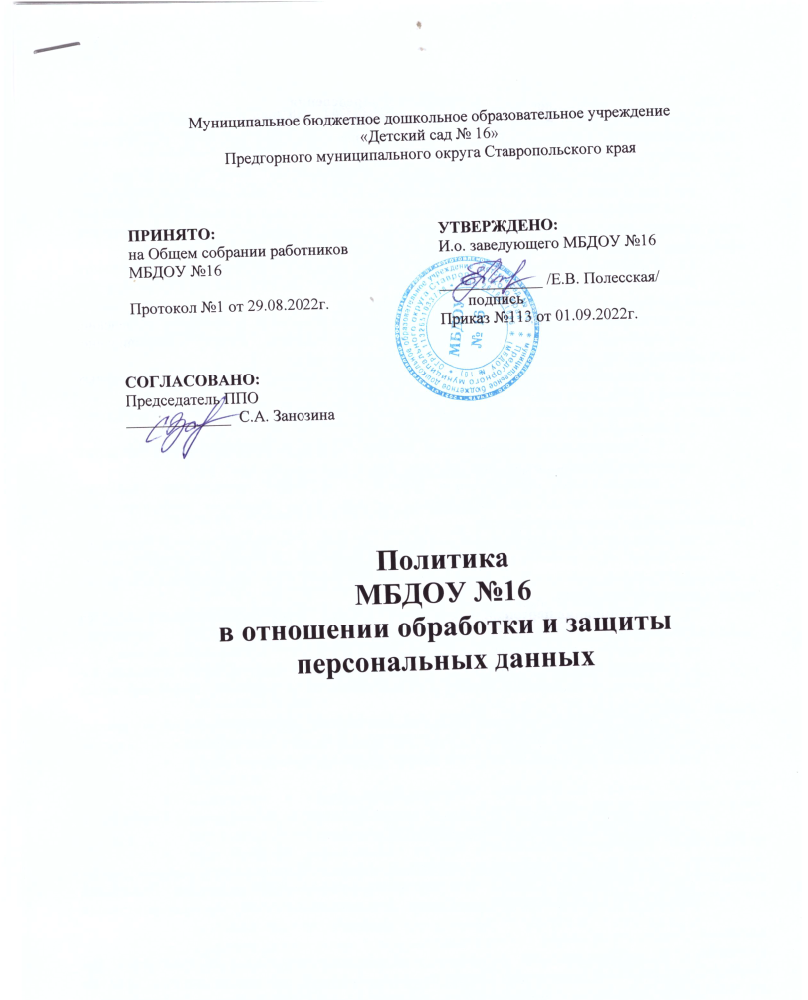 Муниципальное бюджетное дошкольное образовательное учреждение
«Детский сад № 16»
Предгорного муниципального округа Ставропольского края
ПРИНЯТО:
на Общем собрании работников
МБДОУ №16
Протокол №1 от 29.08.2022г.
УТВЕРЖДЕНО:
И.о. заведующего МБДОУ №16
/Е.В. Полесская/
подпись
Приказ №113 от 01.09.2022г.
МБДОУ
№ 16
СОГЛАСОВАНО:
Председатель ППО
С.А. Занозина
Политика
МБДОУ №16
в отношении обработки и защиты
персональных данных